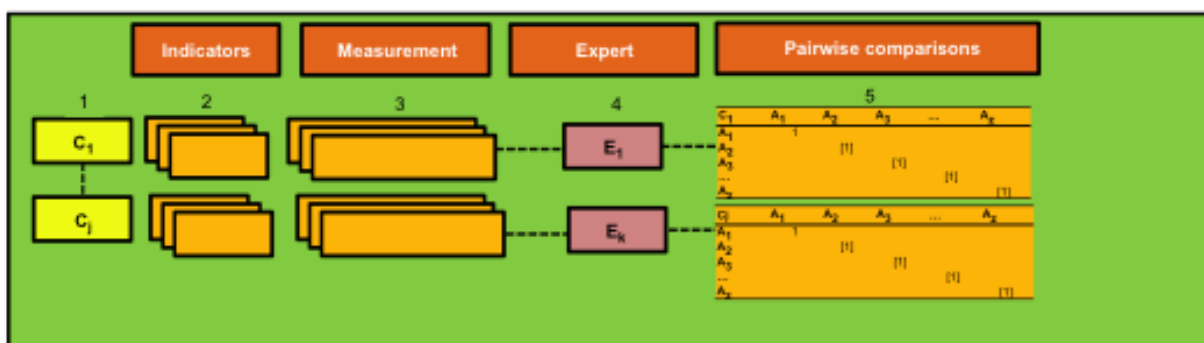 Indicators Measurement Expert Pairwise comparisons
1 2 3 4 5
C1 A1 A2 A3 ... Az
C1 E1
A1 1
A2 [1]
A3 [1]
... [1]
Az [1]
Cj Ek
Cj A1 A2 A3 ... Az
A1 1
A2 [1]
A3 [1]
... [1]
Az [1]